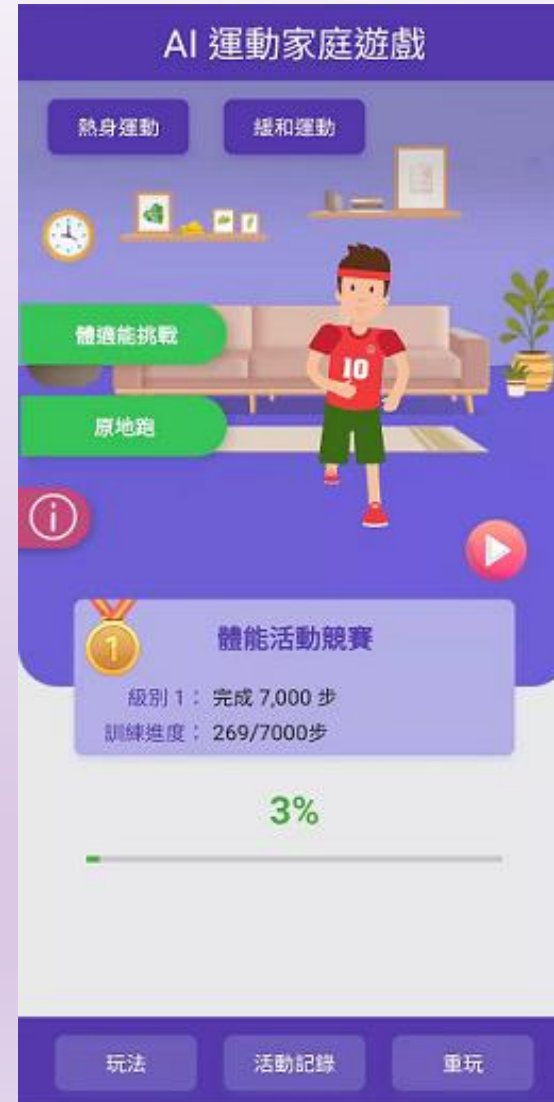 AI 運動家庭遊戲
熱身運動
緩和運動
10
體適能挑戰
原地跑
i
1
體能活動競賽
級別 1： 完成 7,000 步
訓練進度： 269/7000步
3%
玩法
活動記錄
重玩